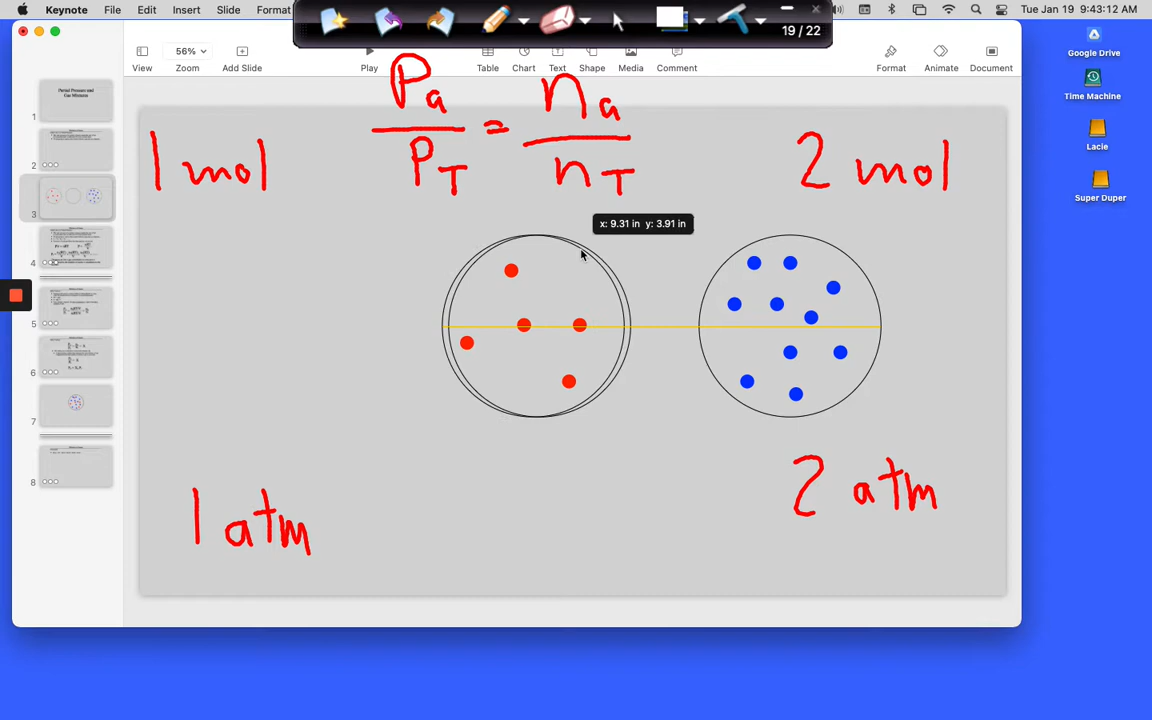 Keynote File Edit Insert Slide Format Tue Jan 19 9:43:12 AM
19 / 22
56%
View Zoom Add Slide Play Table Chart Text Shape Media Comment Format Animate Document
Google Drive
Time Machine
Lacie
Super Duper
Partial Pressure and
Gas Mixtures
1
2
3
4
5
6
7
8
Pa / PT = na / nT
1 mol
2 mol
x: 9.31 in y: 3.91 in
1 atm
2 atm